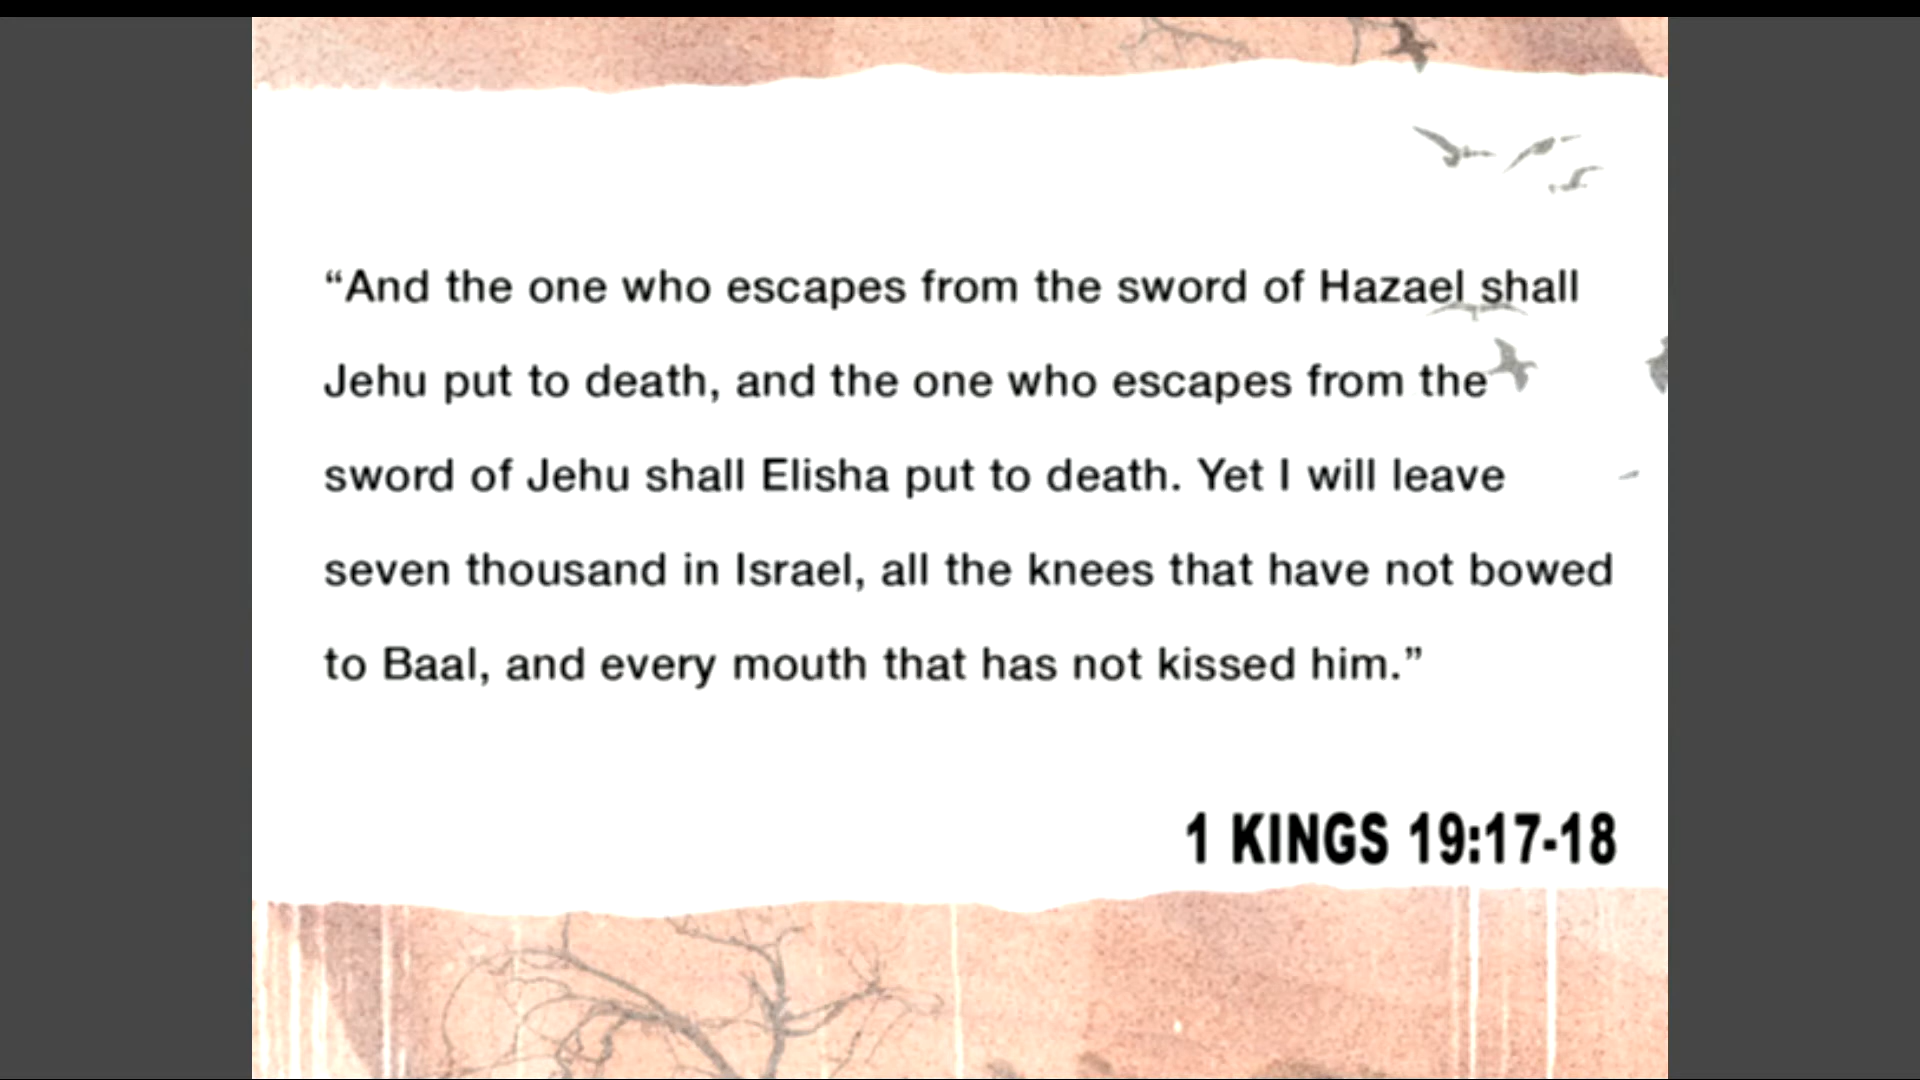 “And the one who escapes from the sword of Hazael shall
Jehu put to death, and the one who escapes from the
sword of Jehu shall Elisha put to death. Yet I will leave
seven thousand in Israel, all the knees that have not bowed
to Baal, and every mouth that has not kissed him.”
1 KINGS 19:17-18